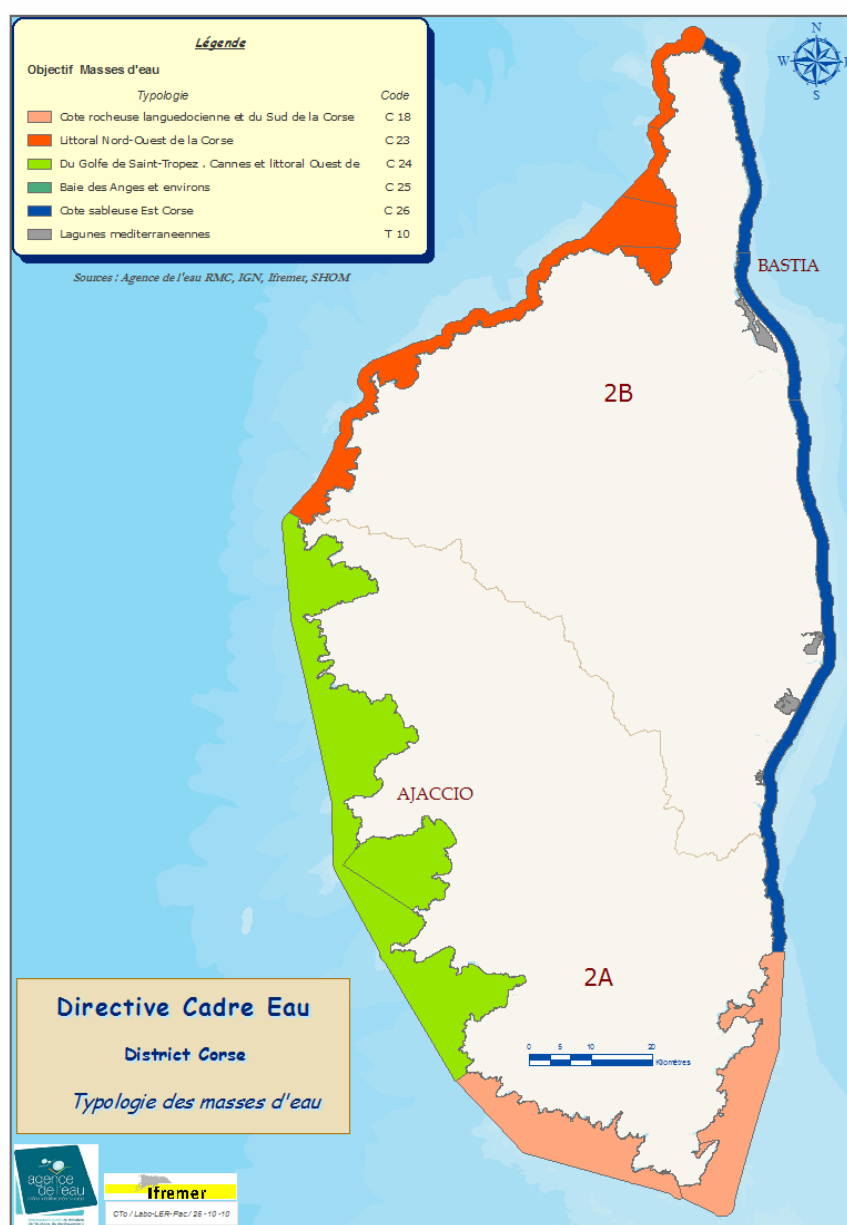 Légende
Objectif Masses d'eau
Typologie Code
Cote rocheuse languedocienne et du Sud de la Corse C 18
Littoral Nord-Ouest de la Corse C 23
Du Golfe de Saint-Tropez . Cannes et littoral Ouest de C 24
Baie des Anges et environs C 25
Cote sableuse Est Corse C 26
Lagunes mediterraneennes T 10
Sources : Agence de l'eau RMC, IGN, Ifremer, SHOM
N
W E
S
BASTIA
2B
AJACCIO
2A
0 5 10 20
Kilomètres
Directive Cadre Eau
District Corse
Typologie des masses d'eau
agence
de l'eau
Ifremer
CTo / Labo-LER-Pac / 26 -10 -10